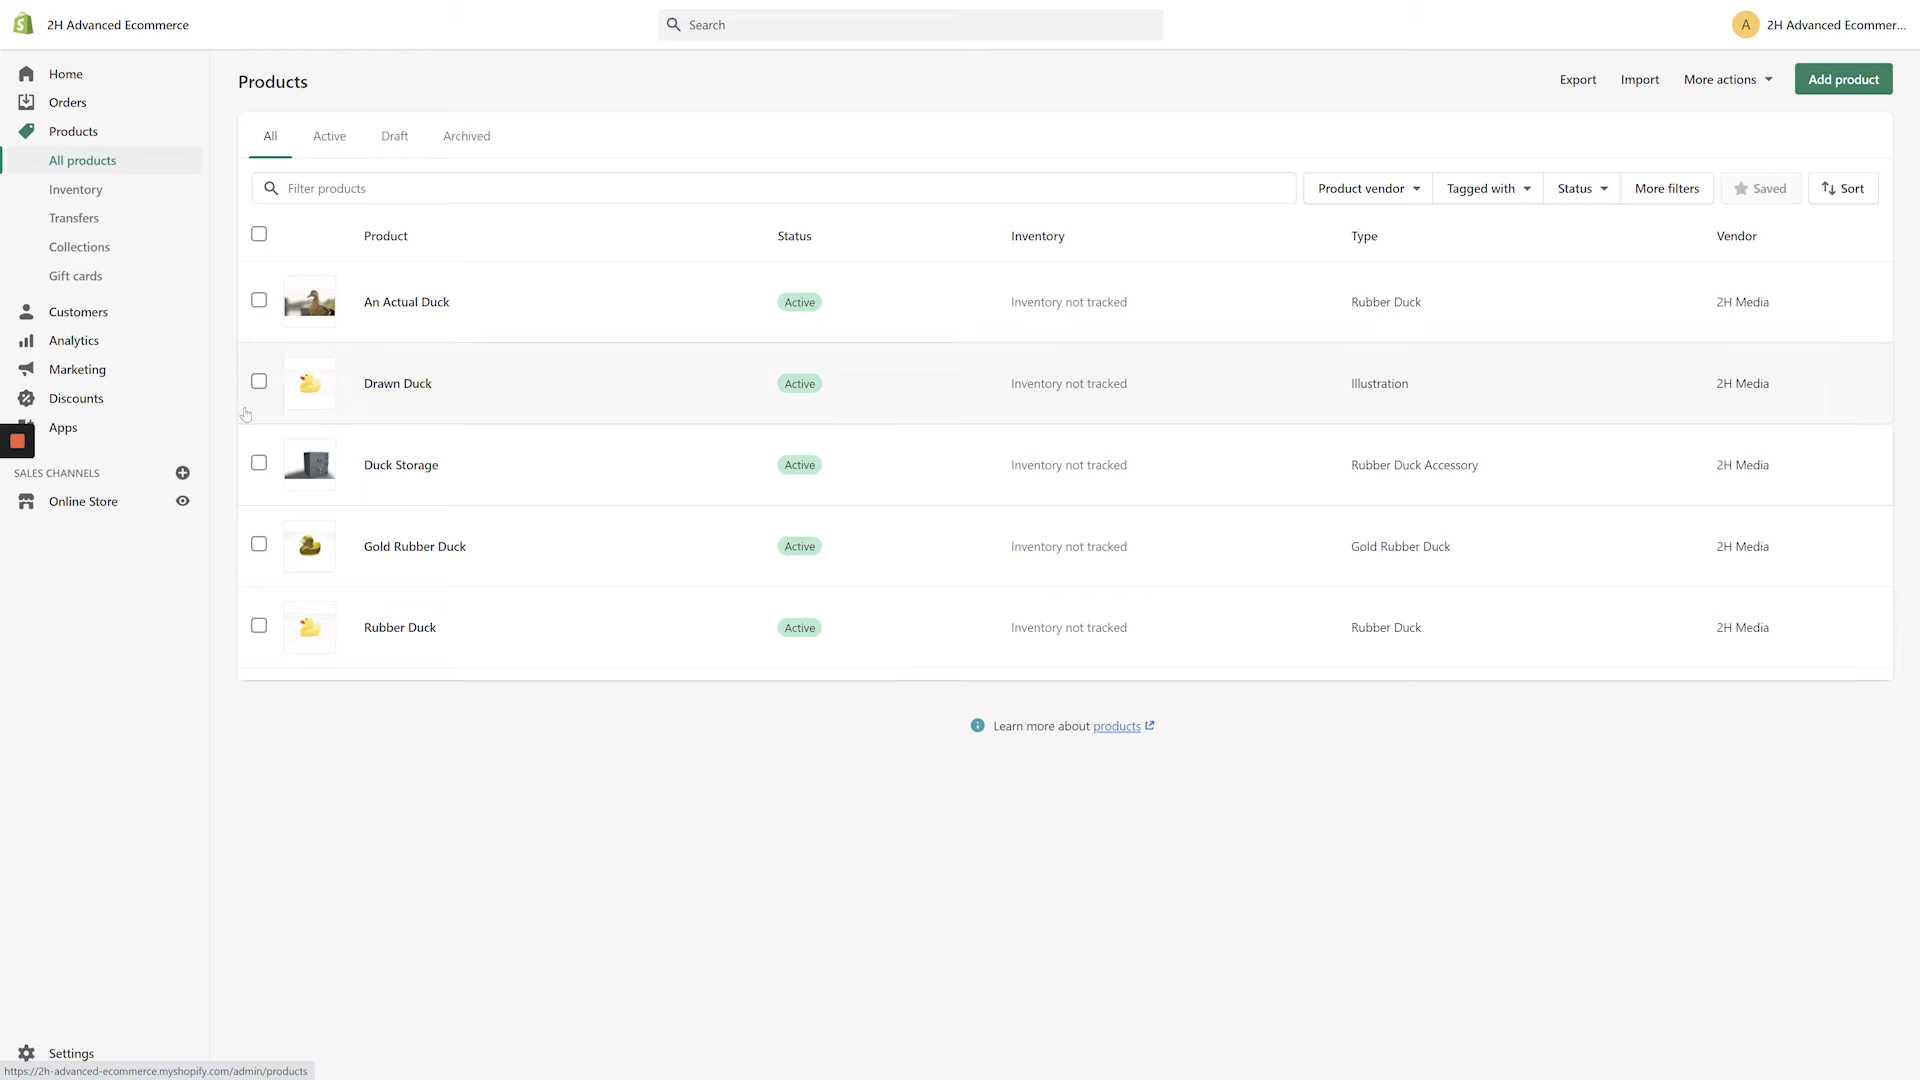 2H Advanced Ecommerce
Search
A
2H Advanced Ecommer...
Home
Orders
Products
All products
Inventory
Transfers
Collections
Gift cards
Customers
Analytics
Marketing
Discounts
Apps
SALES CHANNELS
Online Store
Settings
https://2h-advanced-ecommerce.myshopify.com/admin/products
Products
Export
Import
More actions
Add product
All
Active
Draft
Archived
Filter products
Product vendor
Tagged with
Status
More filters
Saved
Sort
Product Status Inventory Type Vendor
An Actual Duck Active Inventory not tracked Rubber Duck 2H Media
Drawn Duck Active Inventory not tracked Illustration 2H Media
Duck Storage Active Inventory not tracked Rubber Duck Accessory 2H Media
Gold Rubber Duck Active Inventory not tracked Gold Rubber Duck 2H Media
Rubber Duck Active Inventory not tracked Rubber Duck 2H Media
Learn more about products